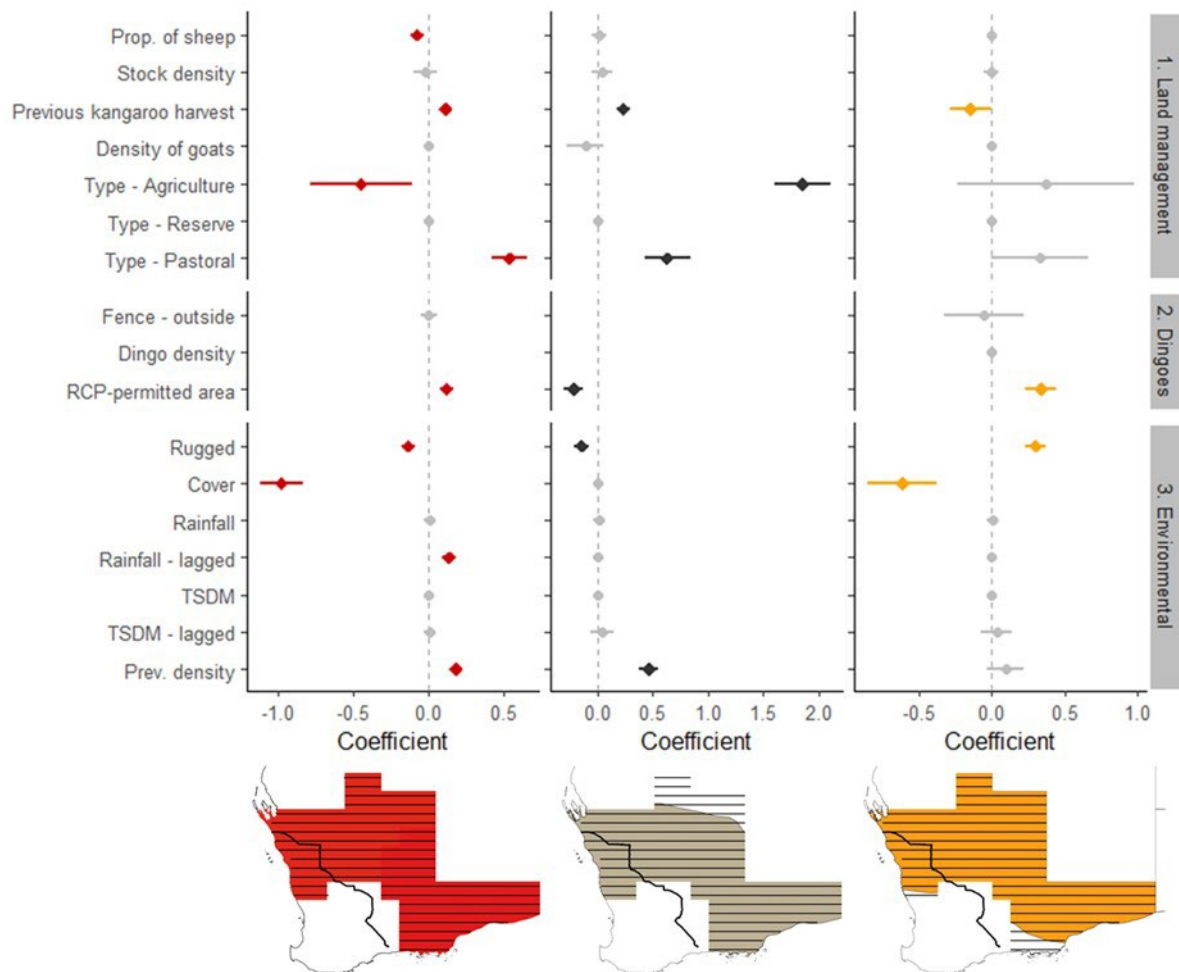 Prop. of sheep
Stock density
Previous kangaroo harvest
Density of goats
Type - Agriculture
Type - Reserve
Type - Pastoral
1. Land management
Fence - outside
Dingo density
RCP-permitted area
2. Dingoes
Rugged
Cover
Rainfall
Rainfall - lagged
TSDM
TSDM - lagged
Prev. density
3. Environmental
-1.0 -0.5 0.0 0.5 0.0 0.5 1.0 1.5 2.0 -0.5 0.0 0.5 1.0
Coefficient Coefficient Coefficient